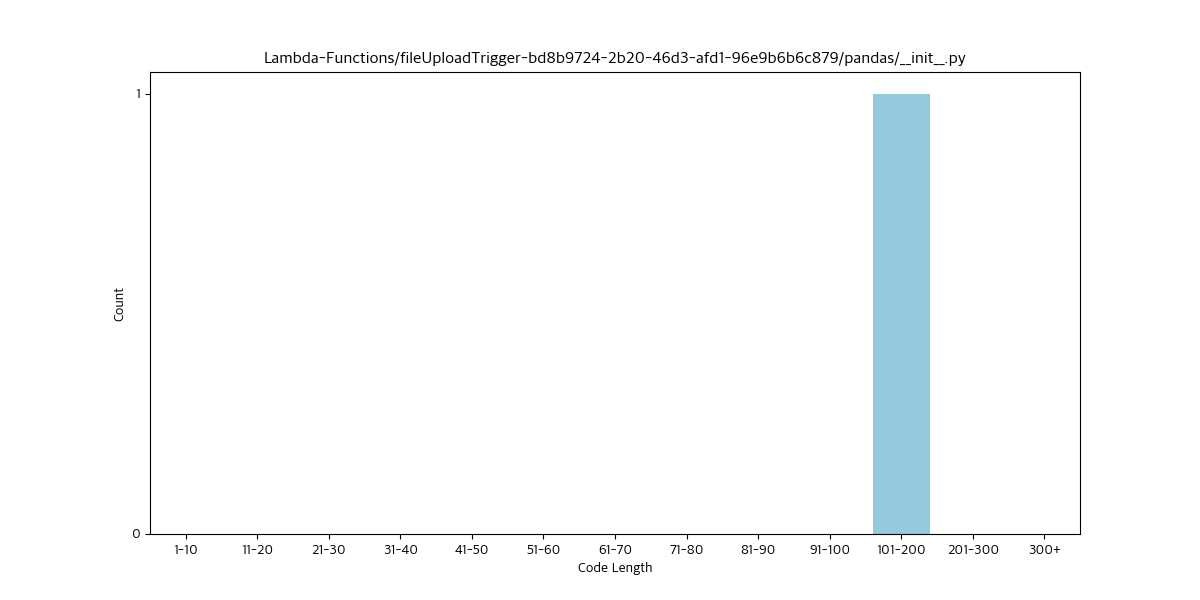 Lambda-Functions/fileUploadTrigger-bd8b9724-2b20-46d3-afd1-96e9b6b6c879/pandas/__init__.py
1
Count
0
1-10 11-20 21-30 31-40 41-50 51-60 61-70 71-80 81-90 91-100 101-200 201-300 300+
Code Length